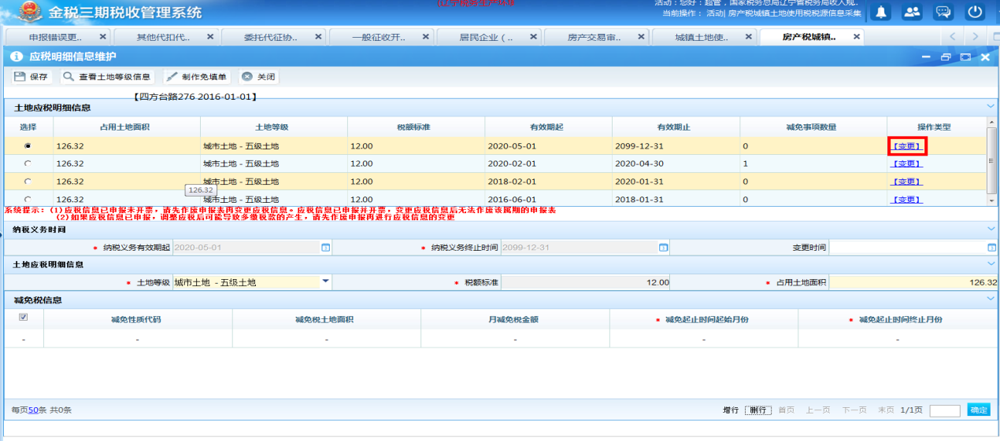 金税三期税收管理系统
(辽宁税务生产环境
活动：您好：超管，国家税务总局辽宁省税务局收入规..
当前操作： 活动| 房产税城镇土地使用税税源信息采集
申报错误更.. × 其他代扣代.. × 委托代征协.. × 一般征收开.. × 居民企业（ .. × 房产交易审.. × 城镇土地使.. × 房产税城镇.. ×
应税明细信息维护
保存 查看土地等级信息 制作免填单 关闭
【四方台路276 2016-01-01】
土地应税明细信息
选择 占用土地面积 土地等级 税额标准 有效期起 有效期止 减免事项数量 操作类型
126.32 城市土地 - 五级土地 12.00 2020-05-01 2099-12-31 0 【变更】
126.32 城市土地 - 五级土地 12.00 2020-02-01 2020-04-30 1 【变更】
126.32 城市土地 - 五级土地 12.00 2018-02-01 2020-01-31 0 【变更】
126.32
126.32 城市土地 - 五级土地 12.00 2016-06-01 2018-01-31 0 【变更】
系统提示：(1)应税信息已申报未开票，请先作废申报表再变更应税信息。应税信息已申报并开票，变更应税信息后无法作废该属期的申报表
(2)如果应税信息已申报，调整应税后可能导致多缴税款的产生，请先作废申报再进行应税信息的变更
纳税义务时间
* 纳税义务有效期起 2020-05-01 * 纳税义务终止时间 2099-12-31 变更时间
土地应税明细信息
* 土地等级 城市土地 - 五级土地 * 税额标准 12.00 * 占用土地面积 126.32
减免税信息
减免性质代码 减免税土地面积 月减免税金额 * 减免起止时间起始月份 * 减免起止时间终止月份
- - - - - -
每页50条 共0条 增行 [删行] 首页 上一页 下一页 末页 1/1页 确定